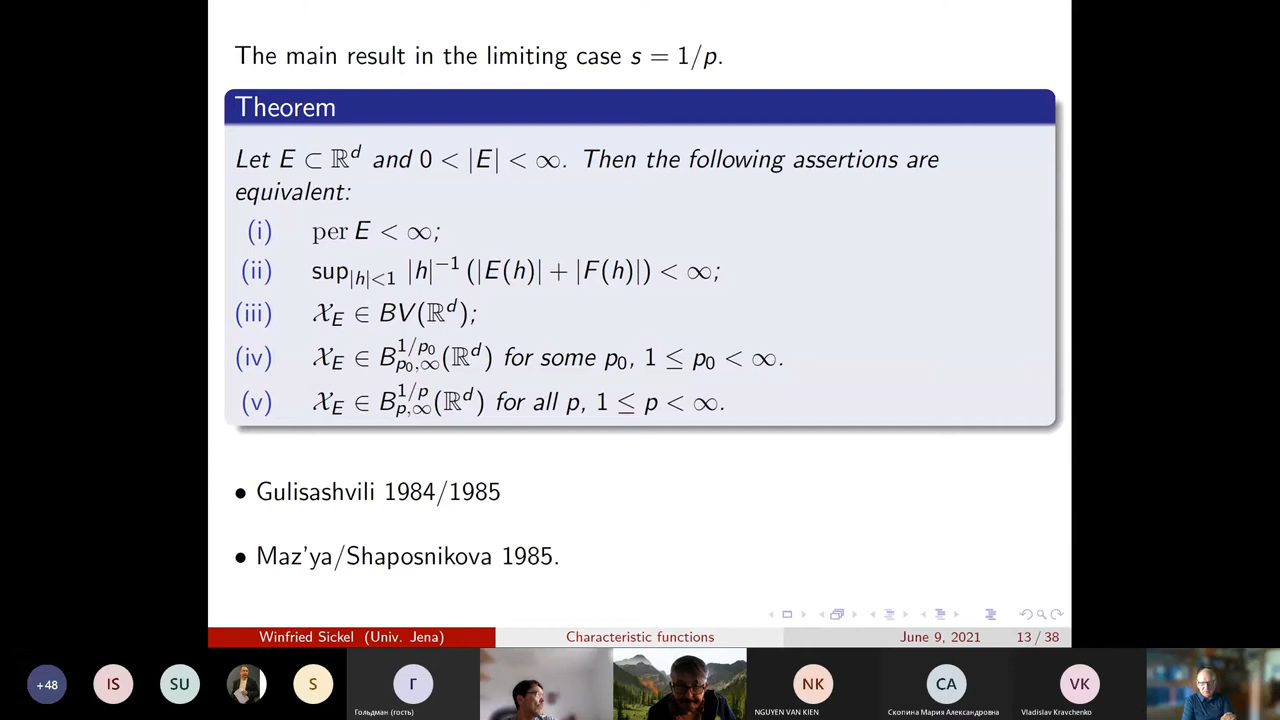 The main result in the limiting case s = 1/p.
Theorem
Let E ⊂ ℝ^d and 0 < |E| < ∞. Then the following assertions are
equivalent:
(i) per E < ∞;
(ii) sup_{|h|<1} |h|^{-1} (|E(h)| + |F(h)|) < ∞;
(iii) 𝒳_E ∈ BV(ℝ^d);
(iv) 𝒳_E ∈ B^{1/p_0}_{p_0,∞}(ℝ^d) for some p_0, 1 ≤ p_0 < ∞.
(v) 𝒳_E ∈ B^{1/p}_{p,∞}(ℝ^d) for all p, 1 ≤ p < ∞.
• Gulisashvili 1984/1985
• Maz'ya/Shaposnikova 1985.
Winfried Sickel (Univ. Jena) Characteristic functions June 9, 2021 13 / 38
+48 IS SU S Г NK CA VK
Гольдман (гость) NGUYEN VAN KIEN Скопина Мария Александровна Vladislav Kravchenko